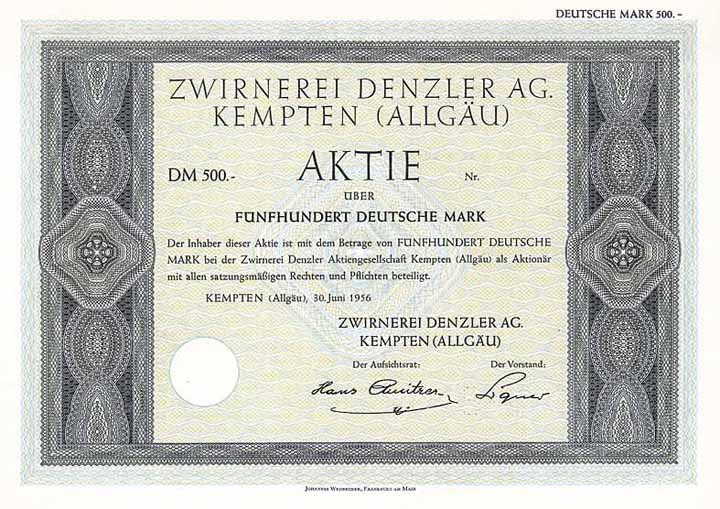 DEUTSCHE MARK 500.-
ZWIRNEREI DENZLER AG.
KEMPTEN (ALLGÄU)
DM 500.- AKTIE Nr.
ÜBER
FÜNFHUNDERT DEUTSCHE MARK
Der Inhaber dieser Aktie ist mit dem Betrage von FÜNFHUNDERT DEUTSCHE
MARK bei der Zwirnerei Denzler Aktiengesellschaft Kempten (Allgäu) als Aktionär
mit allen satzungsmäßigen Rechten und Pflichten beteiligt.
KEMPTEN (Allgäu), 30. Juni 1956
ZWIRNEREI DENZLER AG.
KEMPTEN (ALLGÄU)
Der Aufsichtsrat: Der Vorstand:
Hans
JOHANNES WEISBECKER, FRANKFURT AM MAIN